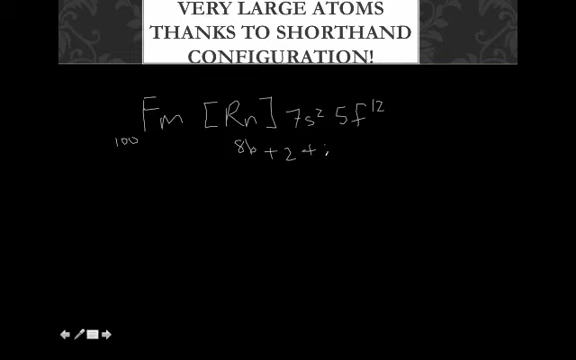 VERY LARGE ATOMS
THANKS TO SHORTHAND
CONFIGURATION!
Fm [Rn] 7s² 5f¹²
100 86 + 2 +